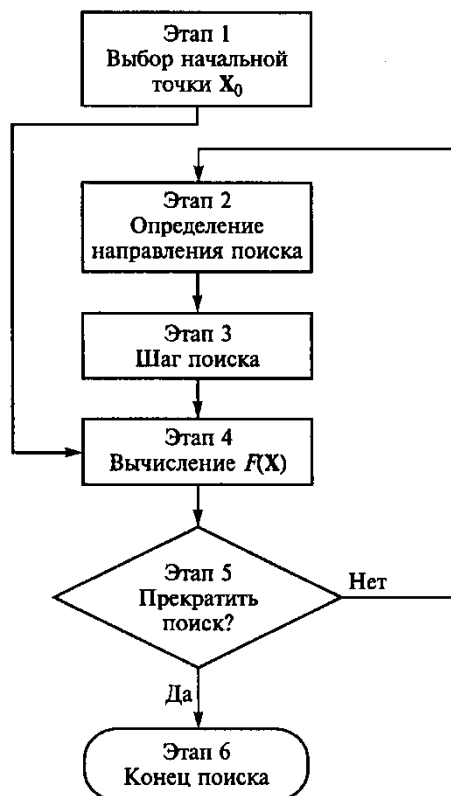 Этап 1
Выбор начальной
точки X₀
Этап 2
Определение
направления поиска
Этап 3
Шаг поиска
Этап 4
Вычисление F(X)
Этап 5
Прекратить
поиск?
Нет
Да
Этап 6
Конец поиска